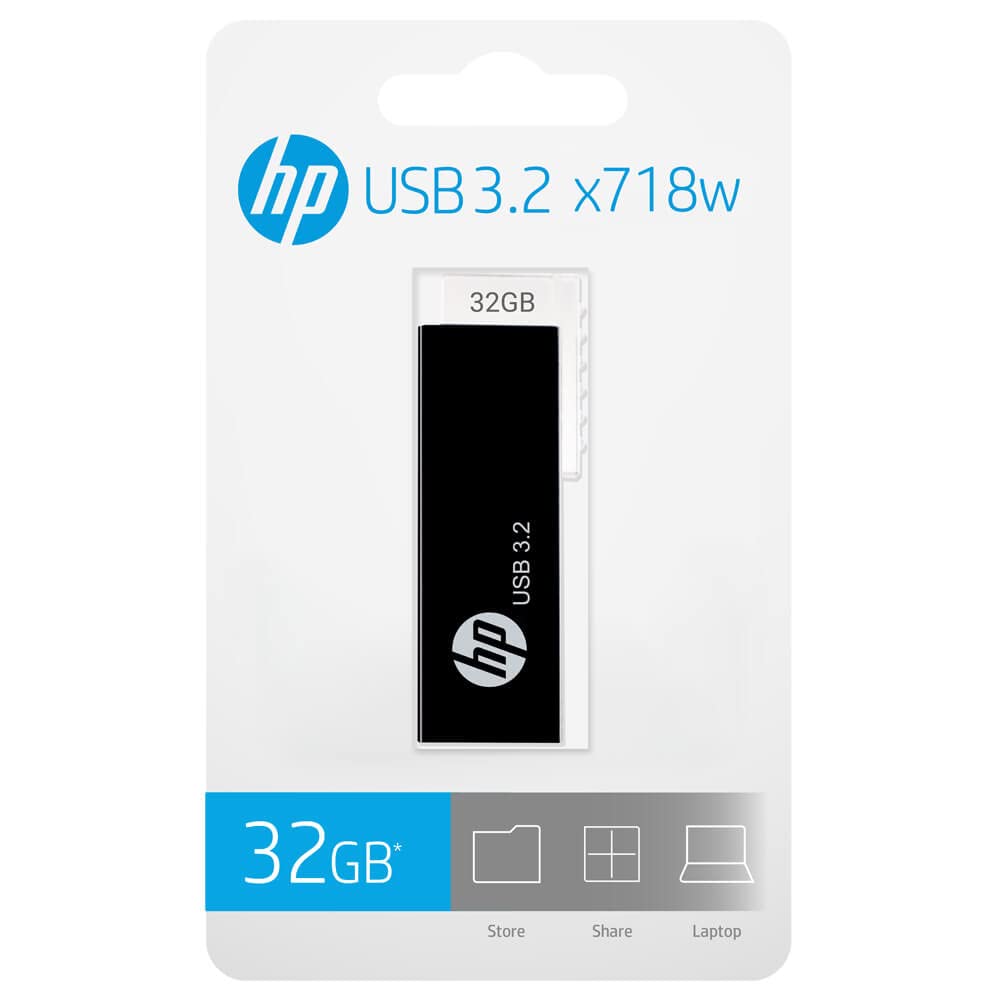 hp USB 3.2 x718w
32GB
USB 3.2
hp
32GB*
Store Share Laptop